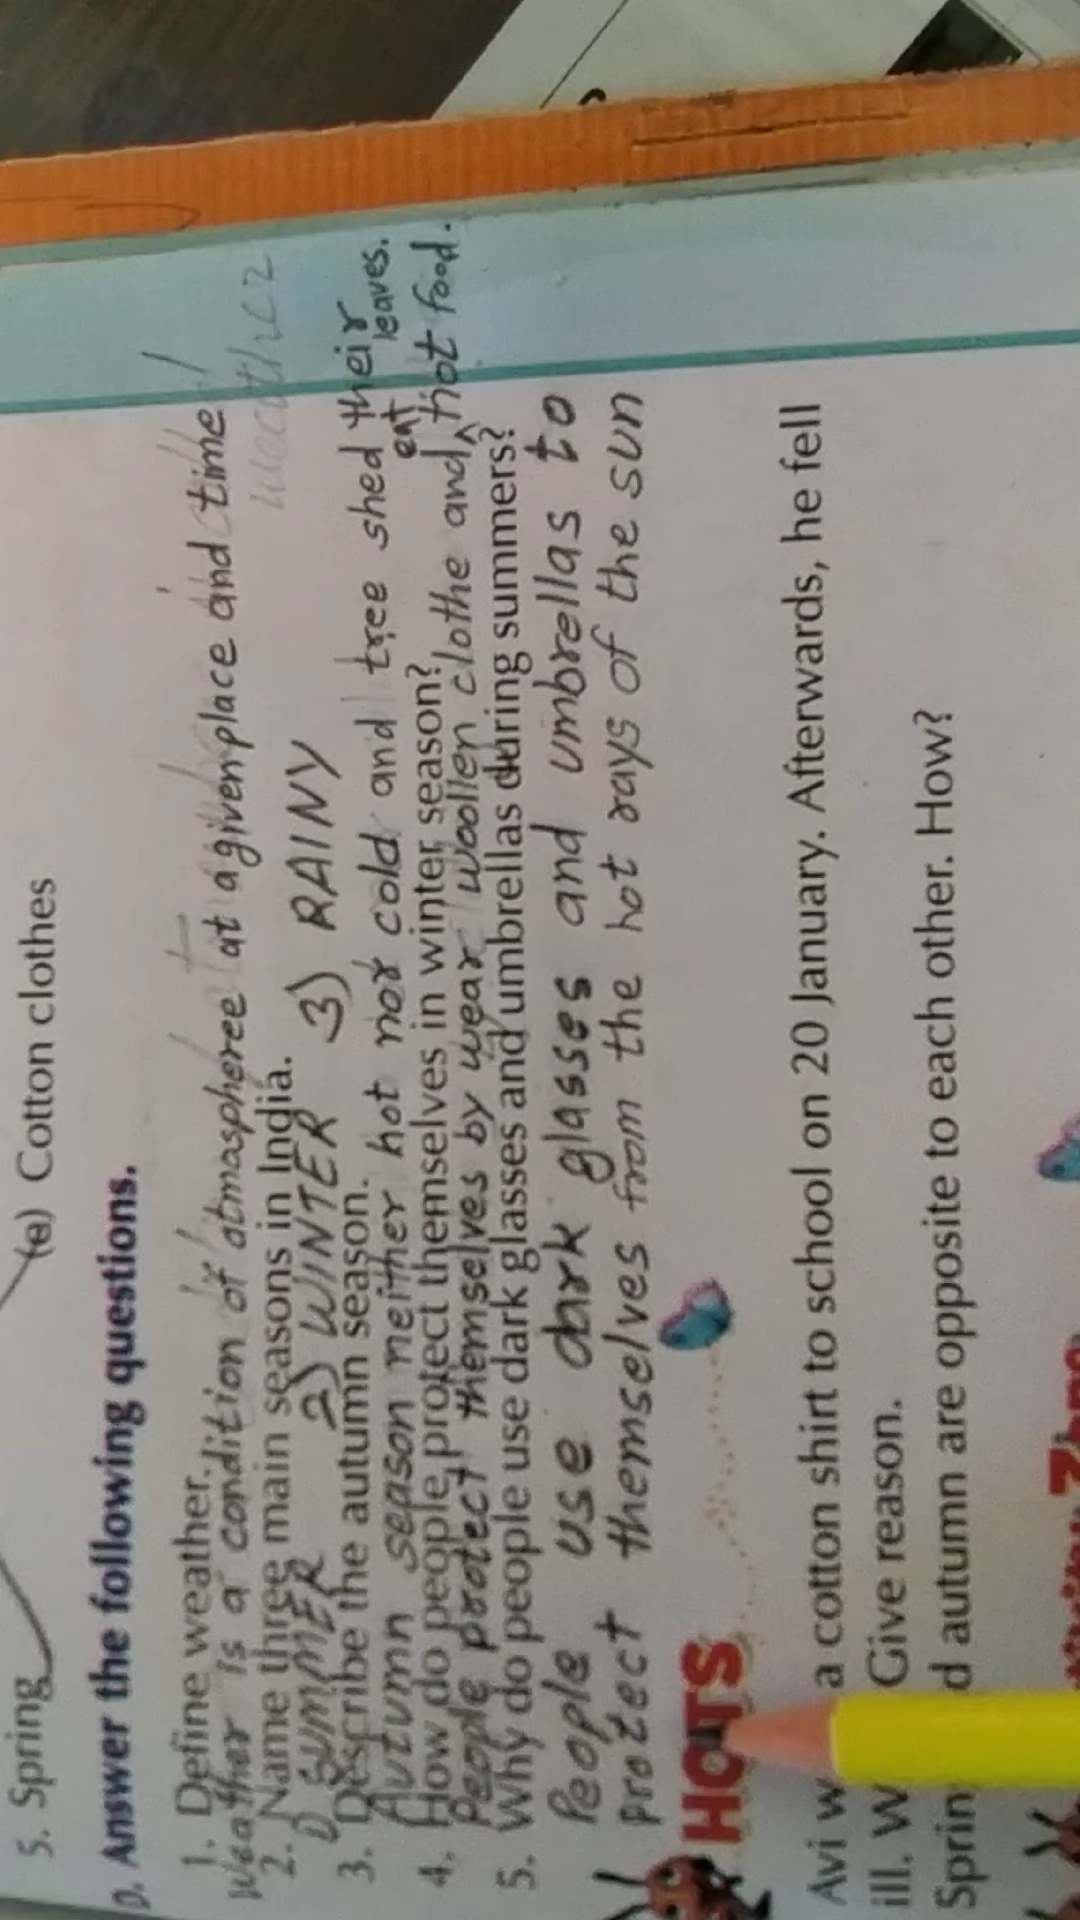 5. Spring
(e) Cotton clothes
D. Answer the following questions.
1. Define weather.
Weather is a condition of atmospheree at a given place and time
2. Name three main seasons in India.
1) SUMMER 2) WINTER 3) RAINY
3. Describe the autumn season.
Autumn season neither hot nor cold and tree shed their leaves.
4. How do people protect themselves in winter season?
People protect themselves by wear woollen clothe and eat hot food.
5. Why do people use dark glasses and umbrellas during summers?
People use dark glasses and umbrellas to
protect themselves from the hot rays of the sun
HOTS
Avi w a cotton shirt to school on 20 January. Afterwards, he fell
ill. W Give reason.
Sprin d autumn are opposite to each other. How?